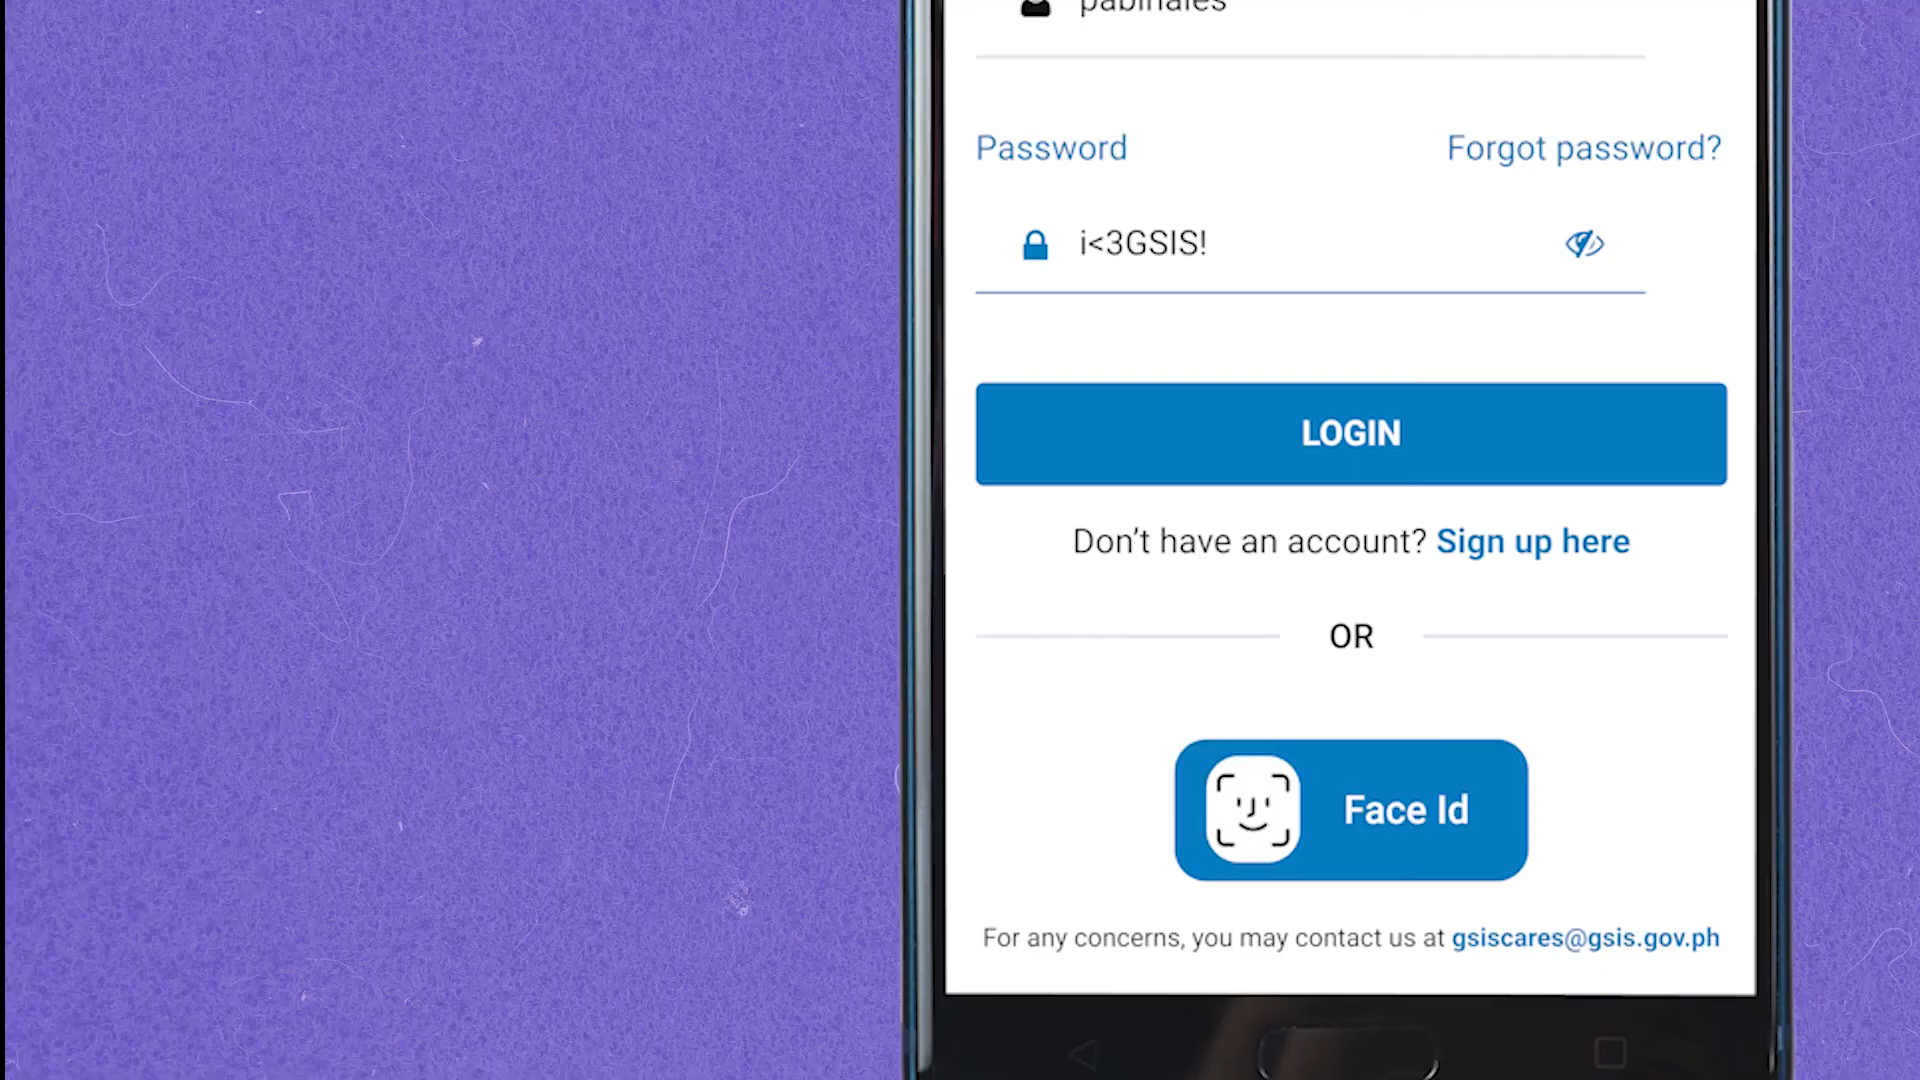 pabinales
Password
Forgot password?
i<3GSIS!
LOGIN
Don’t have an account? Sign up here
OR
Face Id
For any concerns, you may contact us at gsiscares@gsis.gov.ph